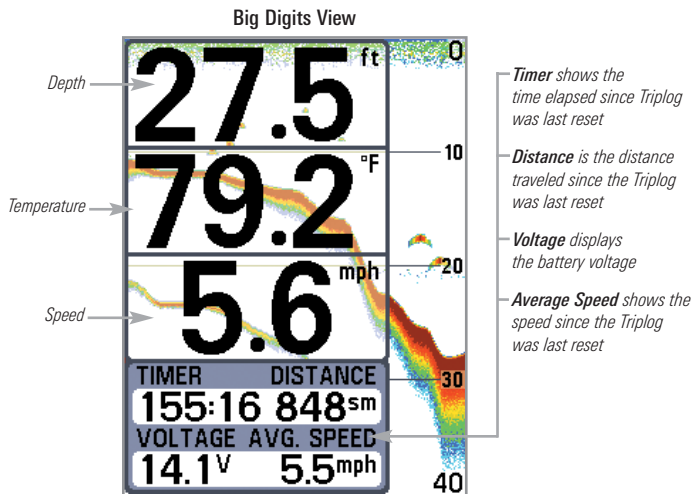 Big Digits View
Depth
27.5 ft
Temperature
79.2 °F
Speed
5.6 mph
TIMER DISTANCE
155:16 848sm
VOLTAGE AVG. SPEED
14.1V 5.5mph
0
10
20
30
40
Timer shows the
time elapsed since Triplog
was last reset
Distance is the distance
traveled since the Triplog
was last reset
Voltage displays
the battery voltage
Average Speed shows the
speed since the Triplog
was last reset